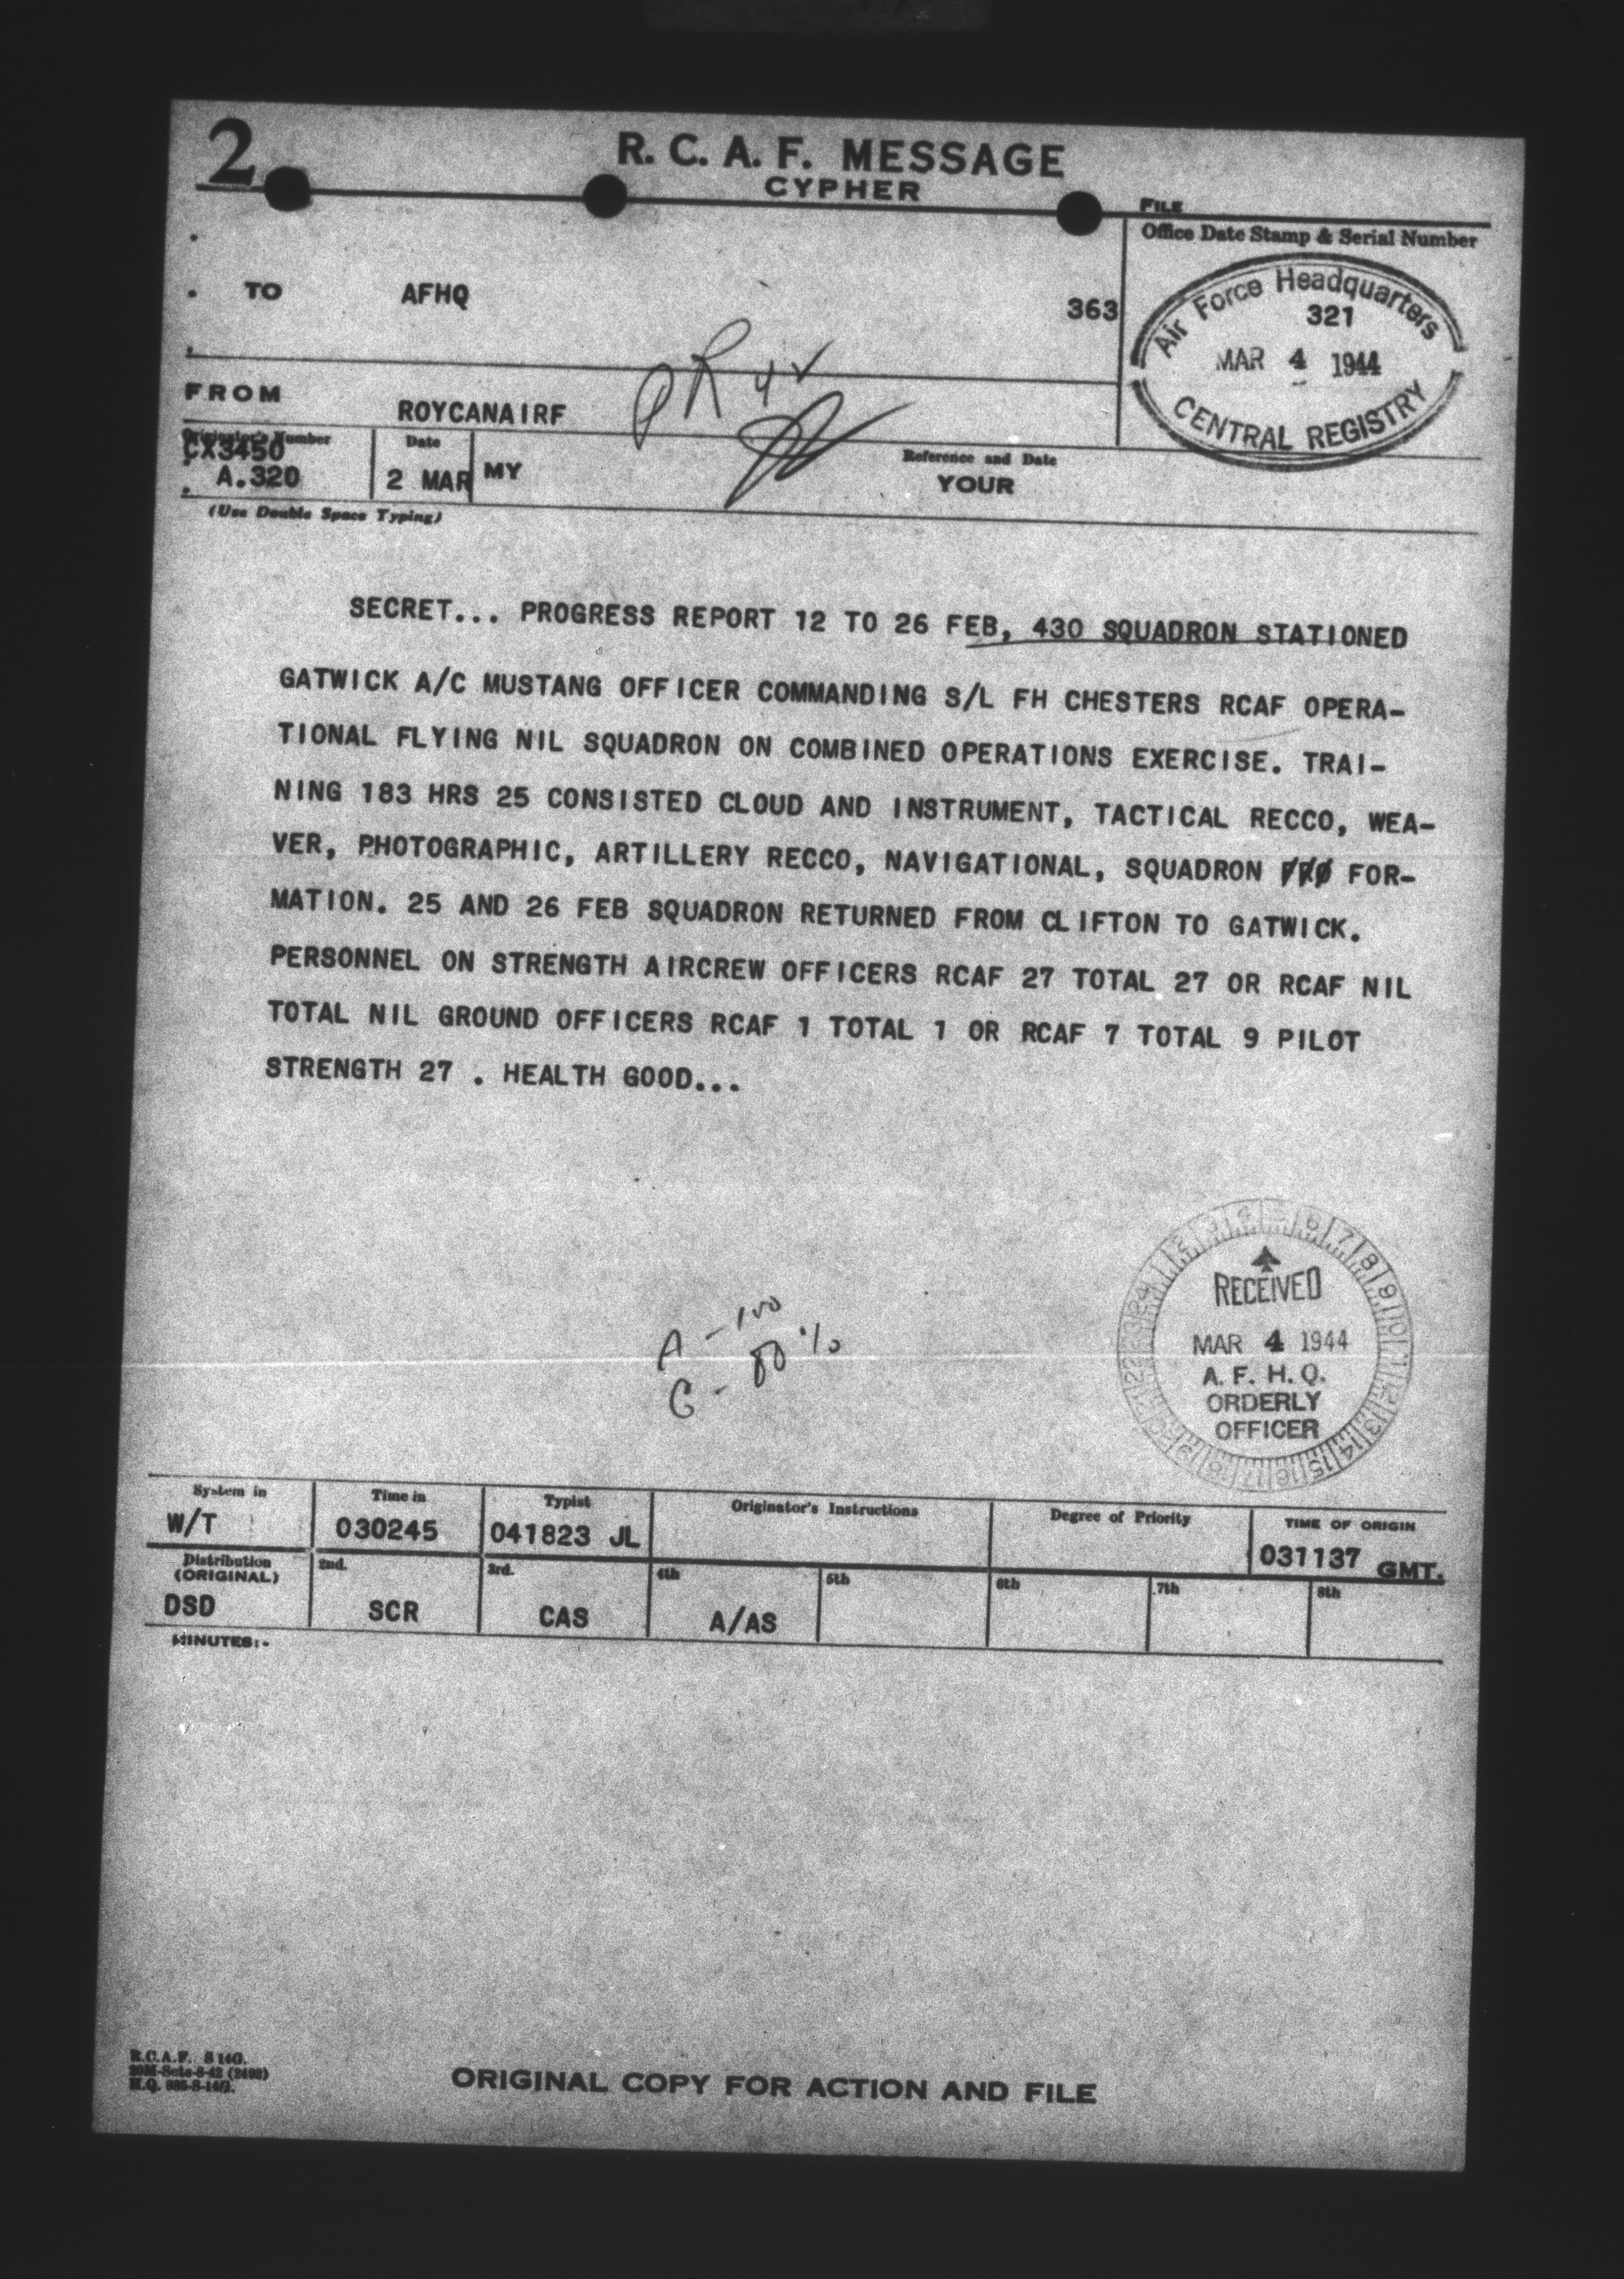 2
R. C. A. F. MESSAGE
CYPHER
FILE
Office Date Stamp & Serial Number
Air Force Headquarters
321
MAR 4 1944
CENTRAL REGISTRY
TO AFHQ 363
PR 4 ✓
FROM
ROYCANAIRF
Originator's Number
CX3450
A.320
Date
2 MAR
MY
Reference and Date
YOUR
(Use Double Space Typing)
SECRET... PROGRESS REPORT 12 TO 26 FEB, 430 SQUADRON STATIONED
GATWICK A/C MUSTANG OFFICER COMMANDING S/L FH CHESTERS RCAF OPERA-
TIONAL FLYING NIL SQUADRON ON COMBINED OPERATIONS EXERCISE. TRAI-
NING 183 HRS 25 CONSISTED CLOUD AND INSTRUMENT, TACTICAL RECCO, WEA-
VER, PHOTOGRAPHIC, ARTILLERY RECCO, NAVIGATIONAL, SQUADRON FOR-
MATION. 25 AND 26 FEB SQUADRON RETURNED FROM CLIFTON TO GATWICK.
PERSONNEL ON STRENGTH AIRCREW OFFICERS RCAF 27 TOTAL 27 OR RCAF NIL
TOTAL NIL GROUND OFFICERS RCAF 1 TOTAL 1 OR RCAF 7 TOTAL 9 PILOT
STRENGTH 27 . HEALTH GOOD...
RECEIVED
MAR 4 1944
A. F. H. Q.
ORDERLY
OFFICER
A - 100
G - 80 %
System in
W/T
Time in
030245
Typist
041823 JL
Originator's Instructions
Degree of Priority
TIME OF ORIGIN
031137 GMT.
Distribution
(ORIGINAL)
DSD
2nd.
SCR
3rd.
CAS
4th
A/AS
5th
6th
7th
8th
MINUTES:-
R.C.A.F. S 14G.
H.Q.
ORIGINAL COPY FOR ACTION AND FILE